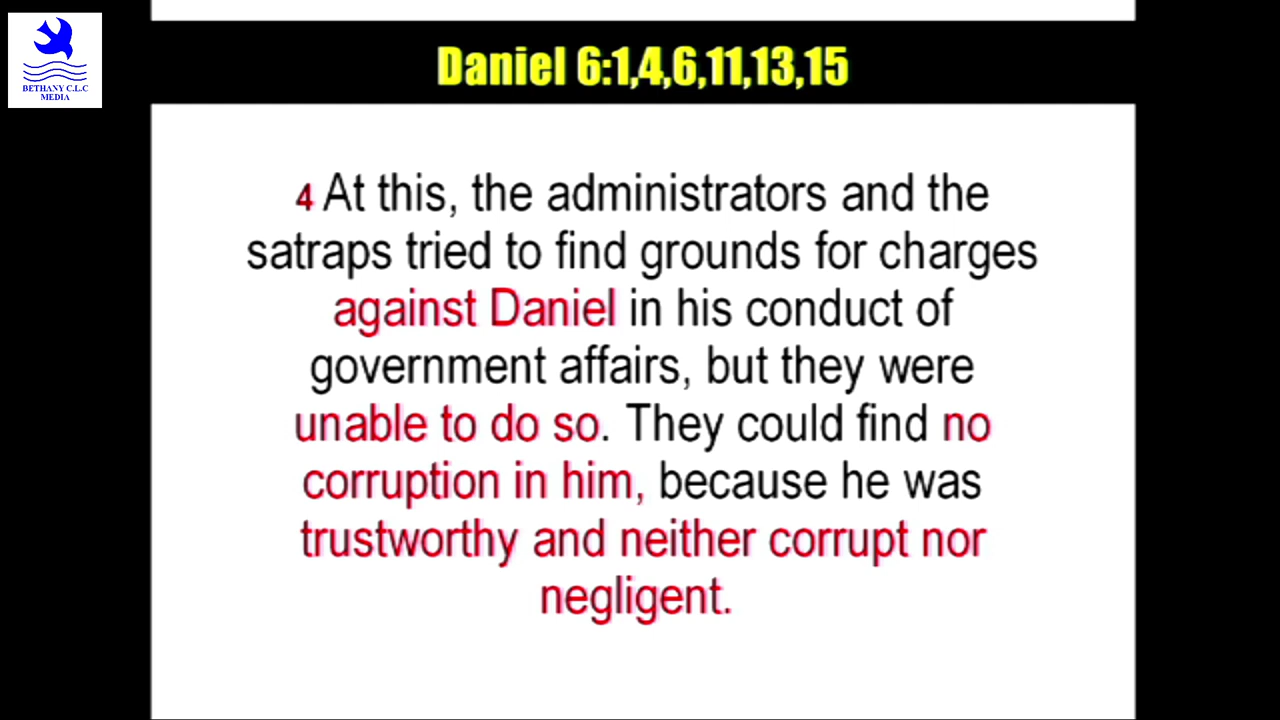 BETHANY C.L.C
MEDIA
Daniel 6:1,4,6,11,13,15
4 At this, the administrators and the
satraps tried to find grounds for charges
against Daniel in his conduct of
government affairs, but they were
unable to do so. They could find no
corruption in him, because he was
trustworthy and neither corrupt nor
negligent.